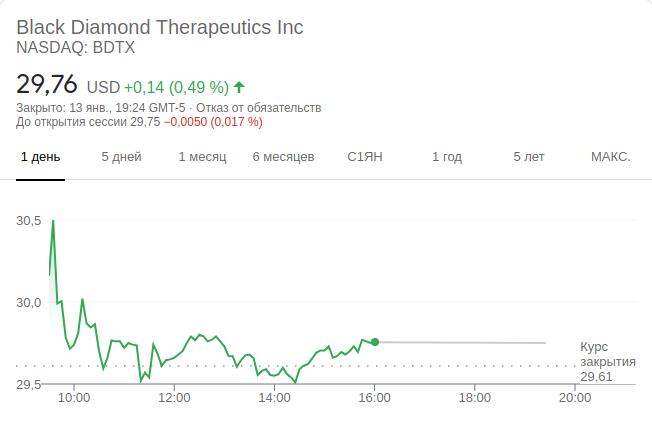 Black Diamond Therapeutics Inc
NASDAQ: BDTX
29,76 USD +0,14 (0,49 %)
Закрыто: 13 янв., 19:24 GMT-5 · Отказ от обязательств
До открытия сессии 29,75 −0,0050 (0,017 %)
1 день 5 дней 1 месяц 6 месяцев С1ЯН 1 год 5 лет МАКС.
30,5
30,0
Курс
закрытия
29,61
29,5
10:00 12:00 14:00 16:00 18:00 20:00